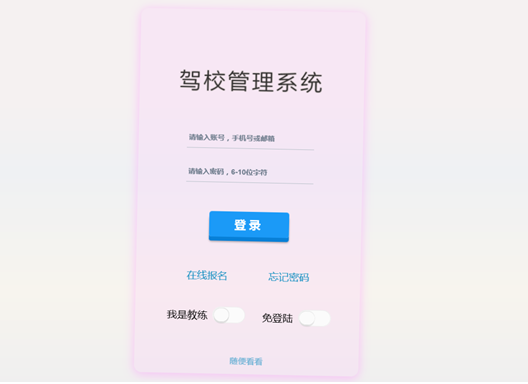 驾校管理系统
请输入账号，手机号或邮箱
请输入密码，6-10位字符
登录
在线报名 忘记密码
我是教练 免登陆
随便看看